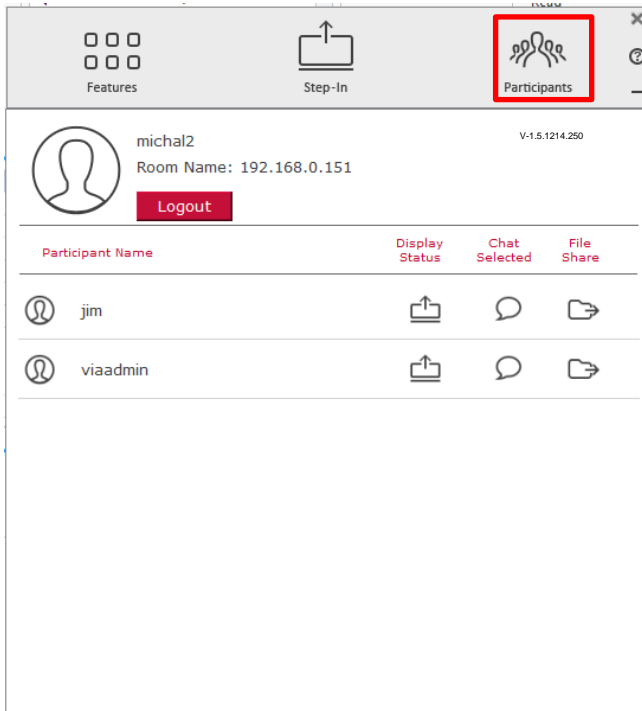 Features
Step-In
Participants
michal2
V-1.5.1214.250
Room Name: 192.168.0.151
Logout
Participant Name
Display Status
Chat Selected
File Share
jim
viaadmin